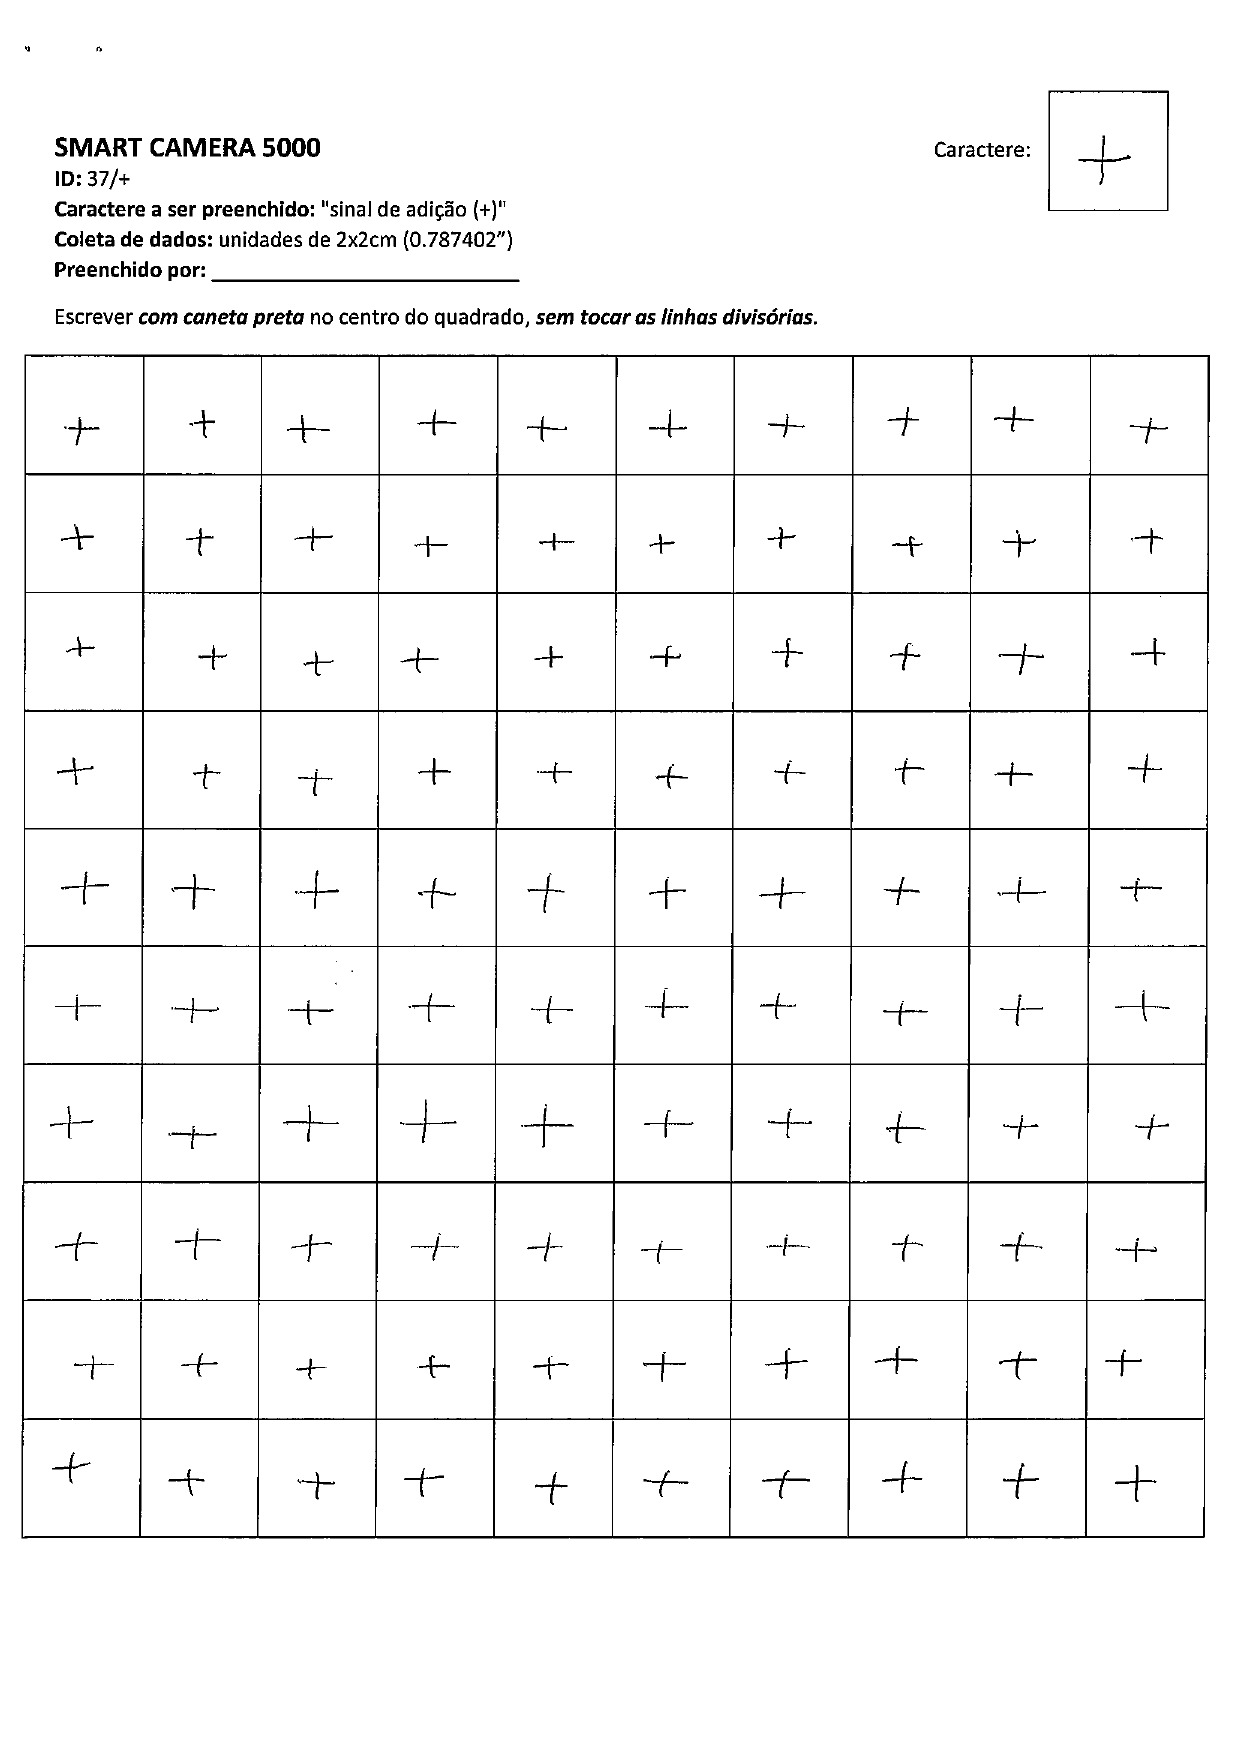 SMART CAMERA 5000
Caractere: +
ID: 37/+
Caractere a ser preenchido: "sinal de adição (+)"
Coleta de dados: unidades de 2x2cm (0.787402”)
Preenchido por: ____________________________
Escrever com caneta preta no centro do quadrado, sem tocar as linhas divisórias.
+ + + + + + + + + +
+ + + + + + + + + +
+ + + + + + + + + +
+ + + + + + + + + +
+ + + + + + + + + +
+ + + + + + + + + +
+ + + + + + + + + +
+ + + + + + + + + +
+ + + + + + + + + +
+ + + + + + + + + +